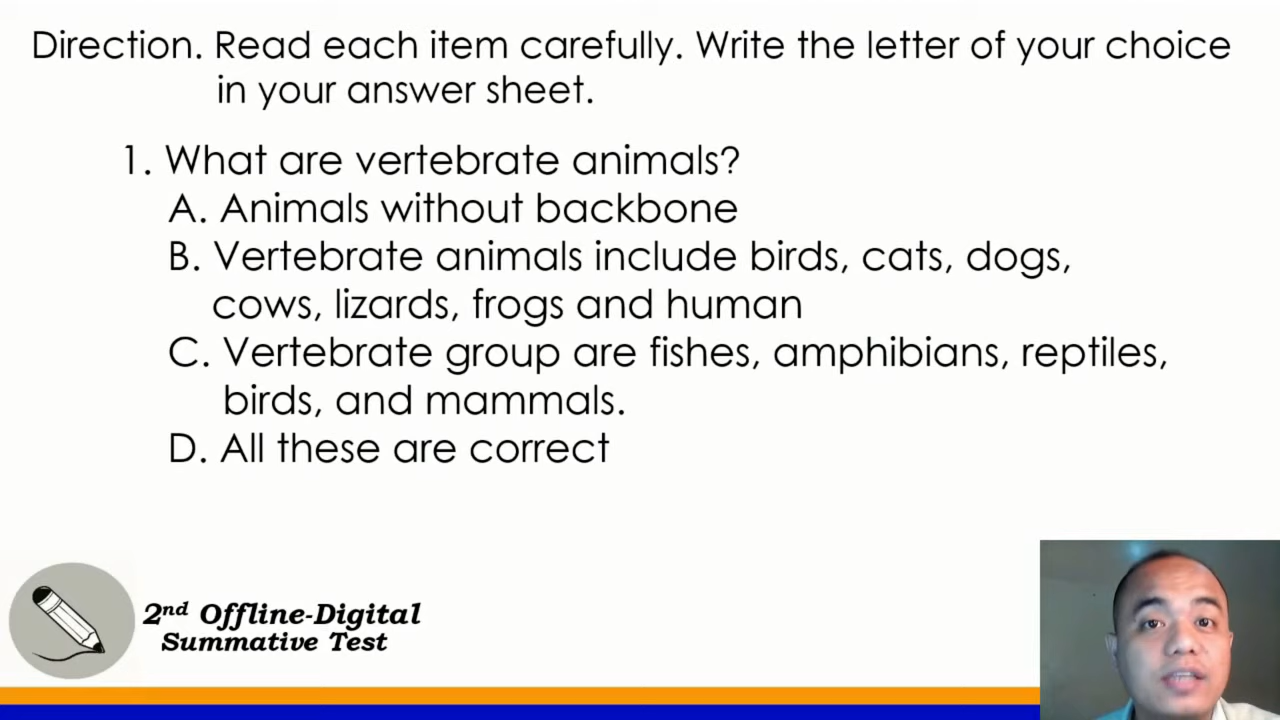 Direction. Read each item carefully. Write the letter of your choice
in your answer sheet.
1. What are vertebrate animals?
A. Animals without backbone
B. Vertebrate animals include birds, cats, dogs,
cows, lizards, frogs and human
C. Vertebrate group are fishes, amphibians, reptiles,
birds, and mammals.
D. All these are correct
2nd Offline-Digital
Summative Test